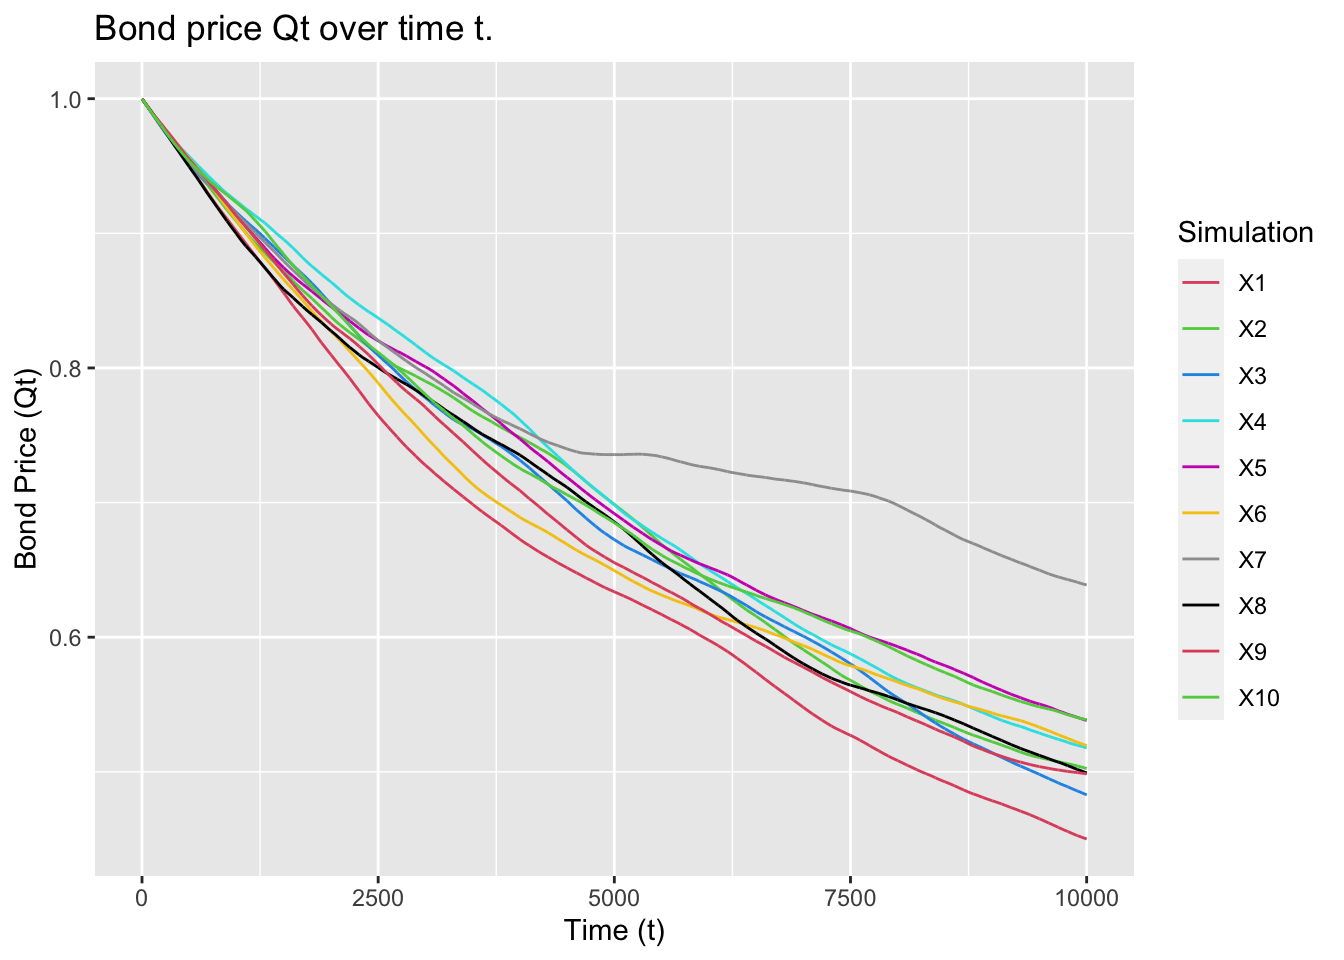 Bond price Qt over time t.
Bond Price (Qt)
1.0
0.8
0.6
0
2500
5000
7500
10000
Time (t)
Simulation
X1
X2
X3
X4
X5
X6
X7
X8
X9
X10